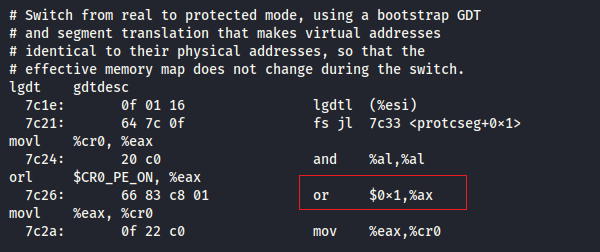 # Switch from real to protected mode, using a bootstrap GDT
# and segment translation that makes virtual addresses
# identical to their physical addresses, so that the
# effective memory map does not change during the switch.
lgdt    gdtdesc
  7c1e:       0f 01 16                lgdtl  (%esi)
  7c21:       64 7c 0f                fs jl  7c33 <protcseg+0×1>
movl    %cr0, %eax
  7c24:       20 c0                   and    %al,%al
orl     $CR0_PE_ON, %eax
  7c26:       66 83 c8 01             or     $0×1,%ax
movl    %eax, %cr0
  7c2a:       0f 22 c0                mov    %eax,%cr0